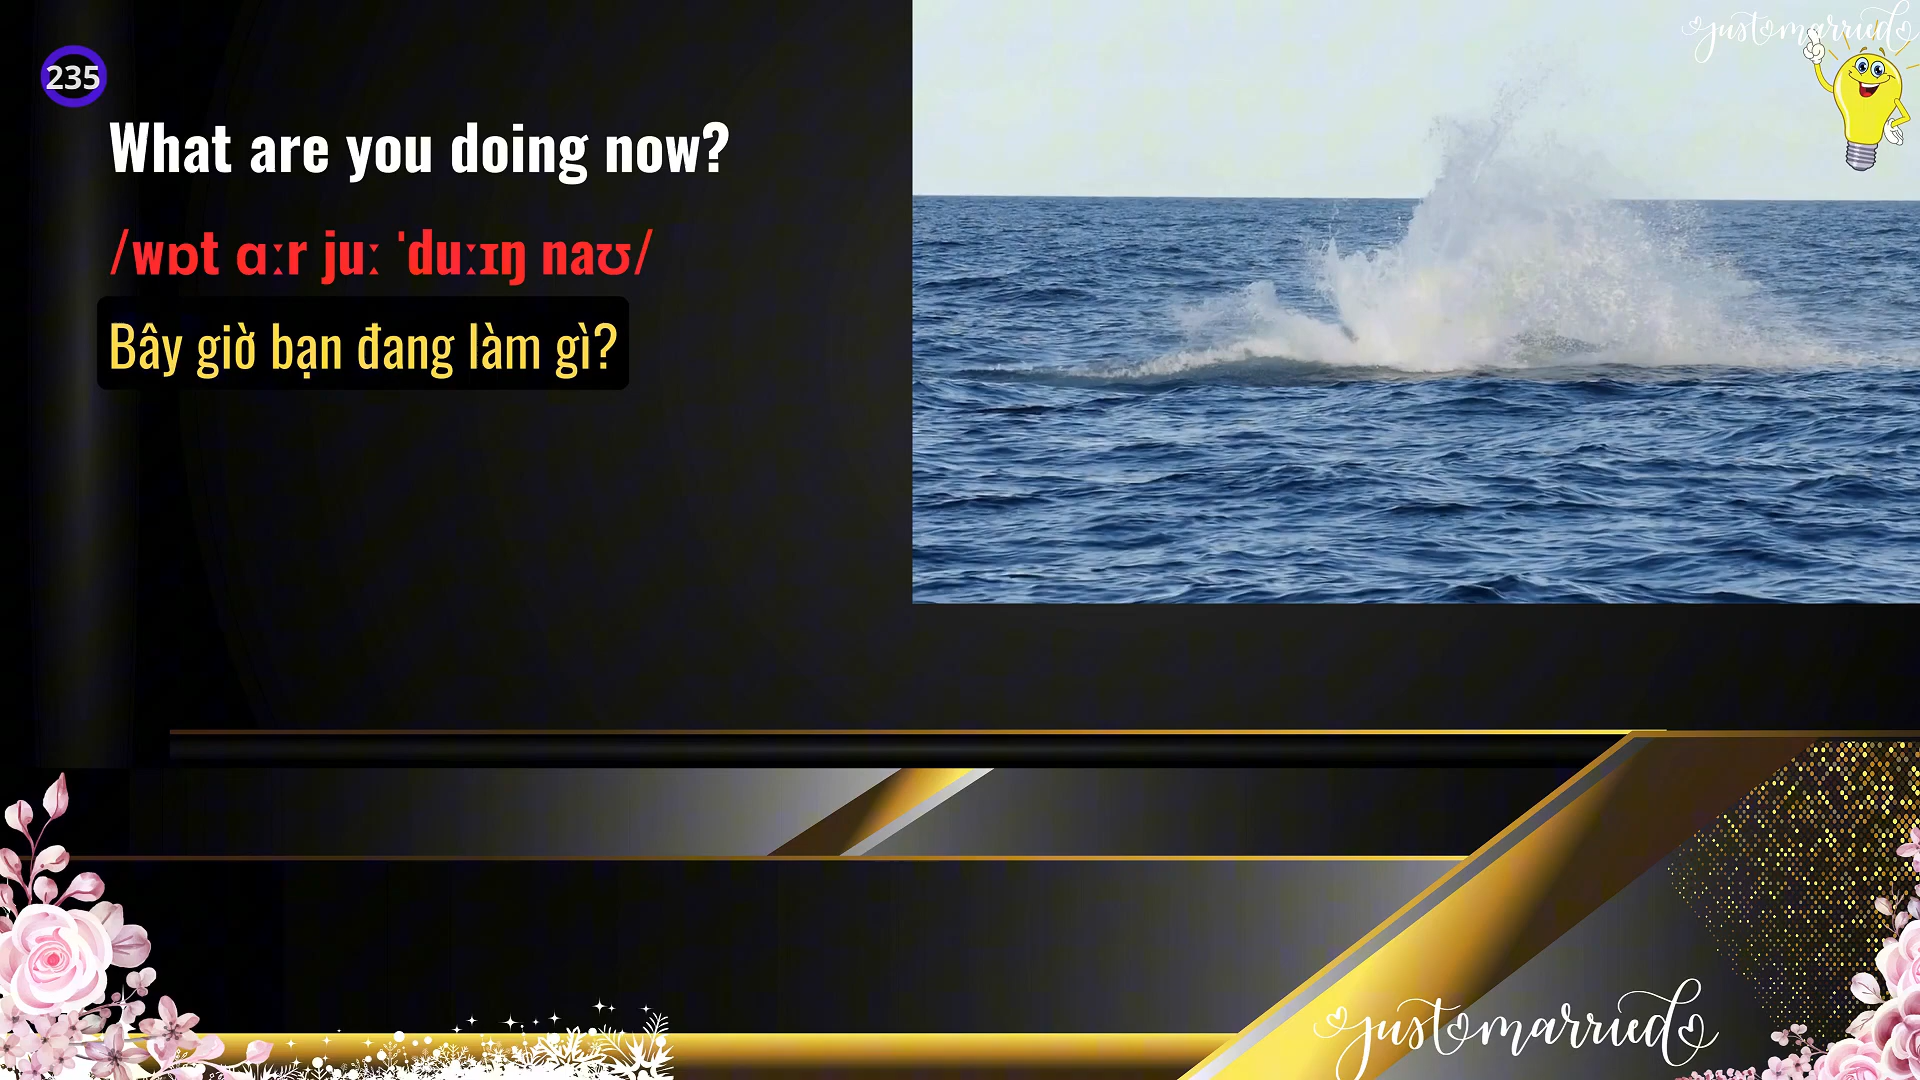 justmarried
235
What are you doing now?
/wɒt ɑːr juː ˈduːɪŋ naʊ/
Bây giờ bạn đang làm gì?
justmarried